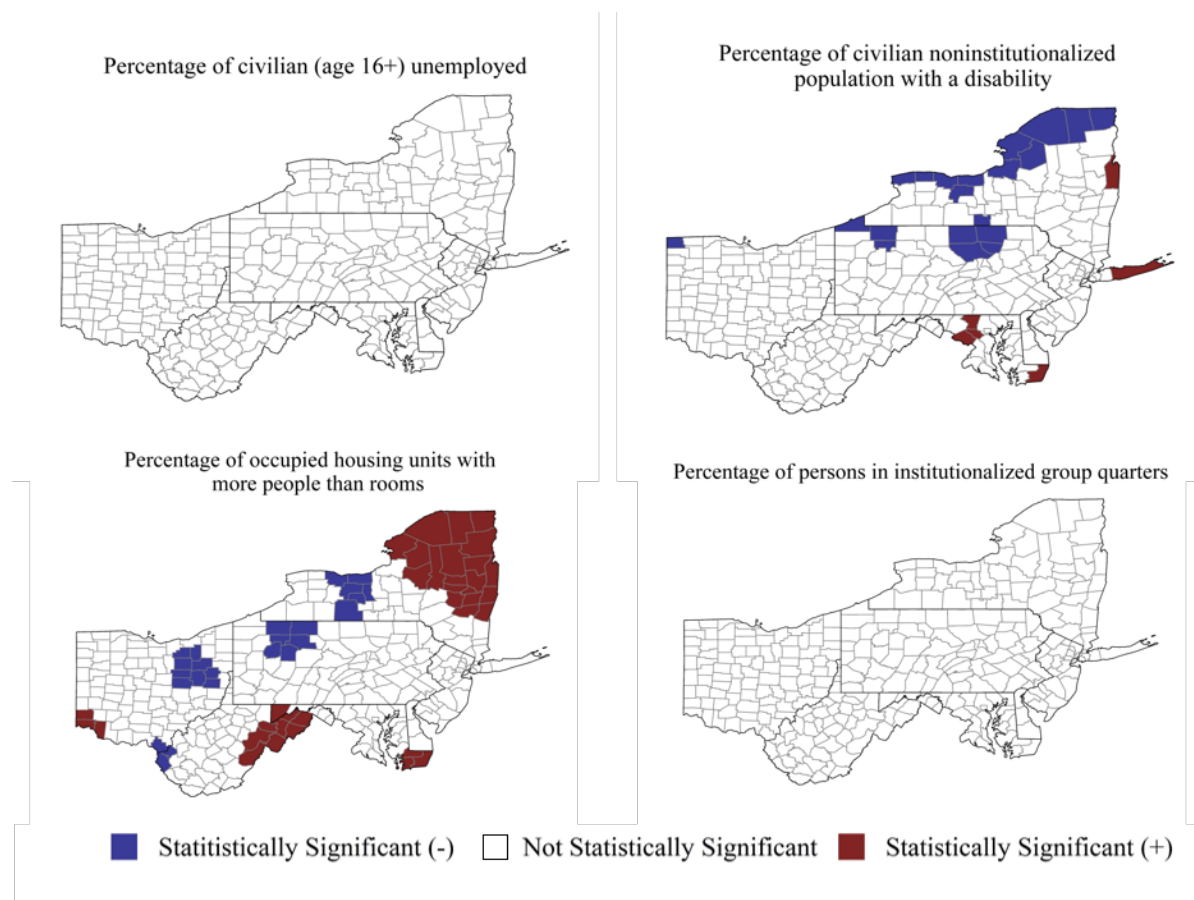 Percentage of civilian (age 16+) unemployed
Percentage of civilian noninstitutionalized
population with a disability
Percentage of occupied housing units with
more people than rooms
Percentage of persons in institutionalized group quarters
Statitistically Significant (-)
Not Statistically Significant
Statistically Significant (+)